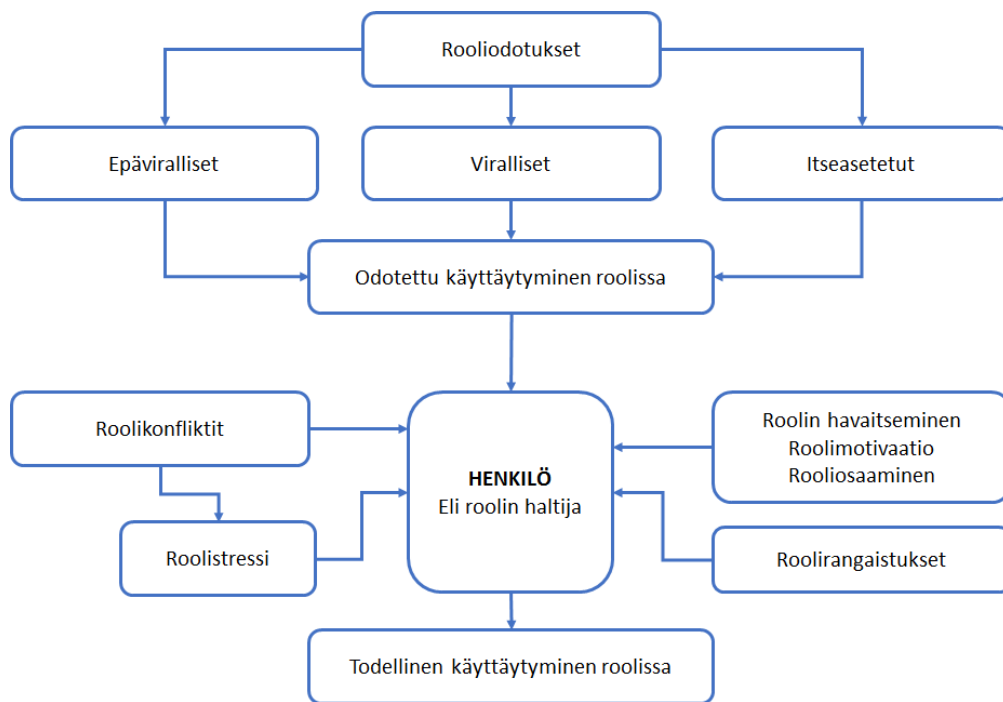 Rooliodotukset
Epäviralliset
Viralliset
Itseasetetut
Odotettu käyttäytyminen roolissa
Roolikonfliktit
HENKILÖ
Eli roolin haltija
Roolin havaitseminen
Roolimotivaatio
Rooliosaaminen
Roolistressi
Roolirangaistukset
Todellinen käyttäytyminen roolissa